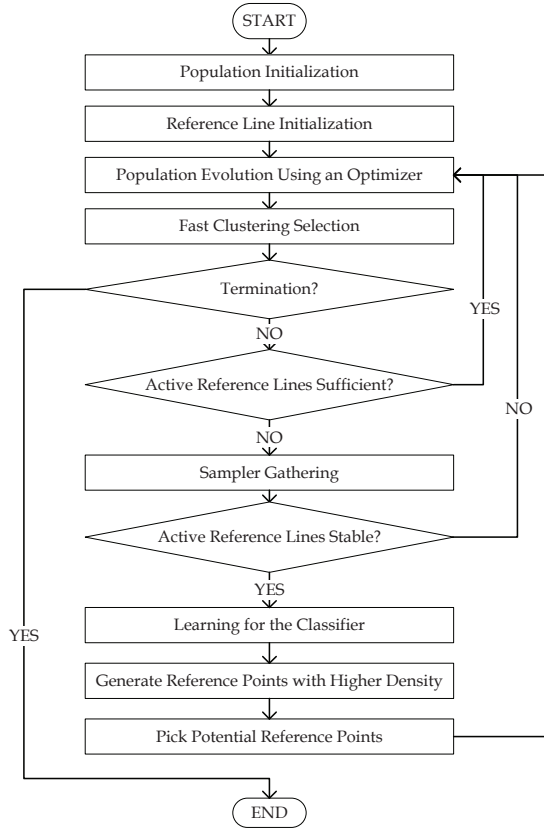 START
Population Initialization
Reference Line Initialization
Population Evolution Using an Optimizer
Fast Clustering Selection
Termination?
YES
NO
Active Reference Lines Sufficient?
NO
NO
Sampler Gathering
Active Reference Lines Stable?
YES
YES
Learning for the Classifier
Generate Reference Points with Higher Density
Pick Potential Reference Points
END